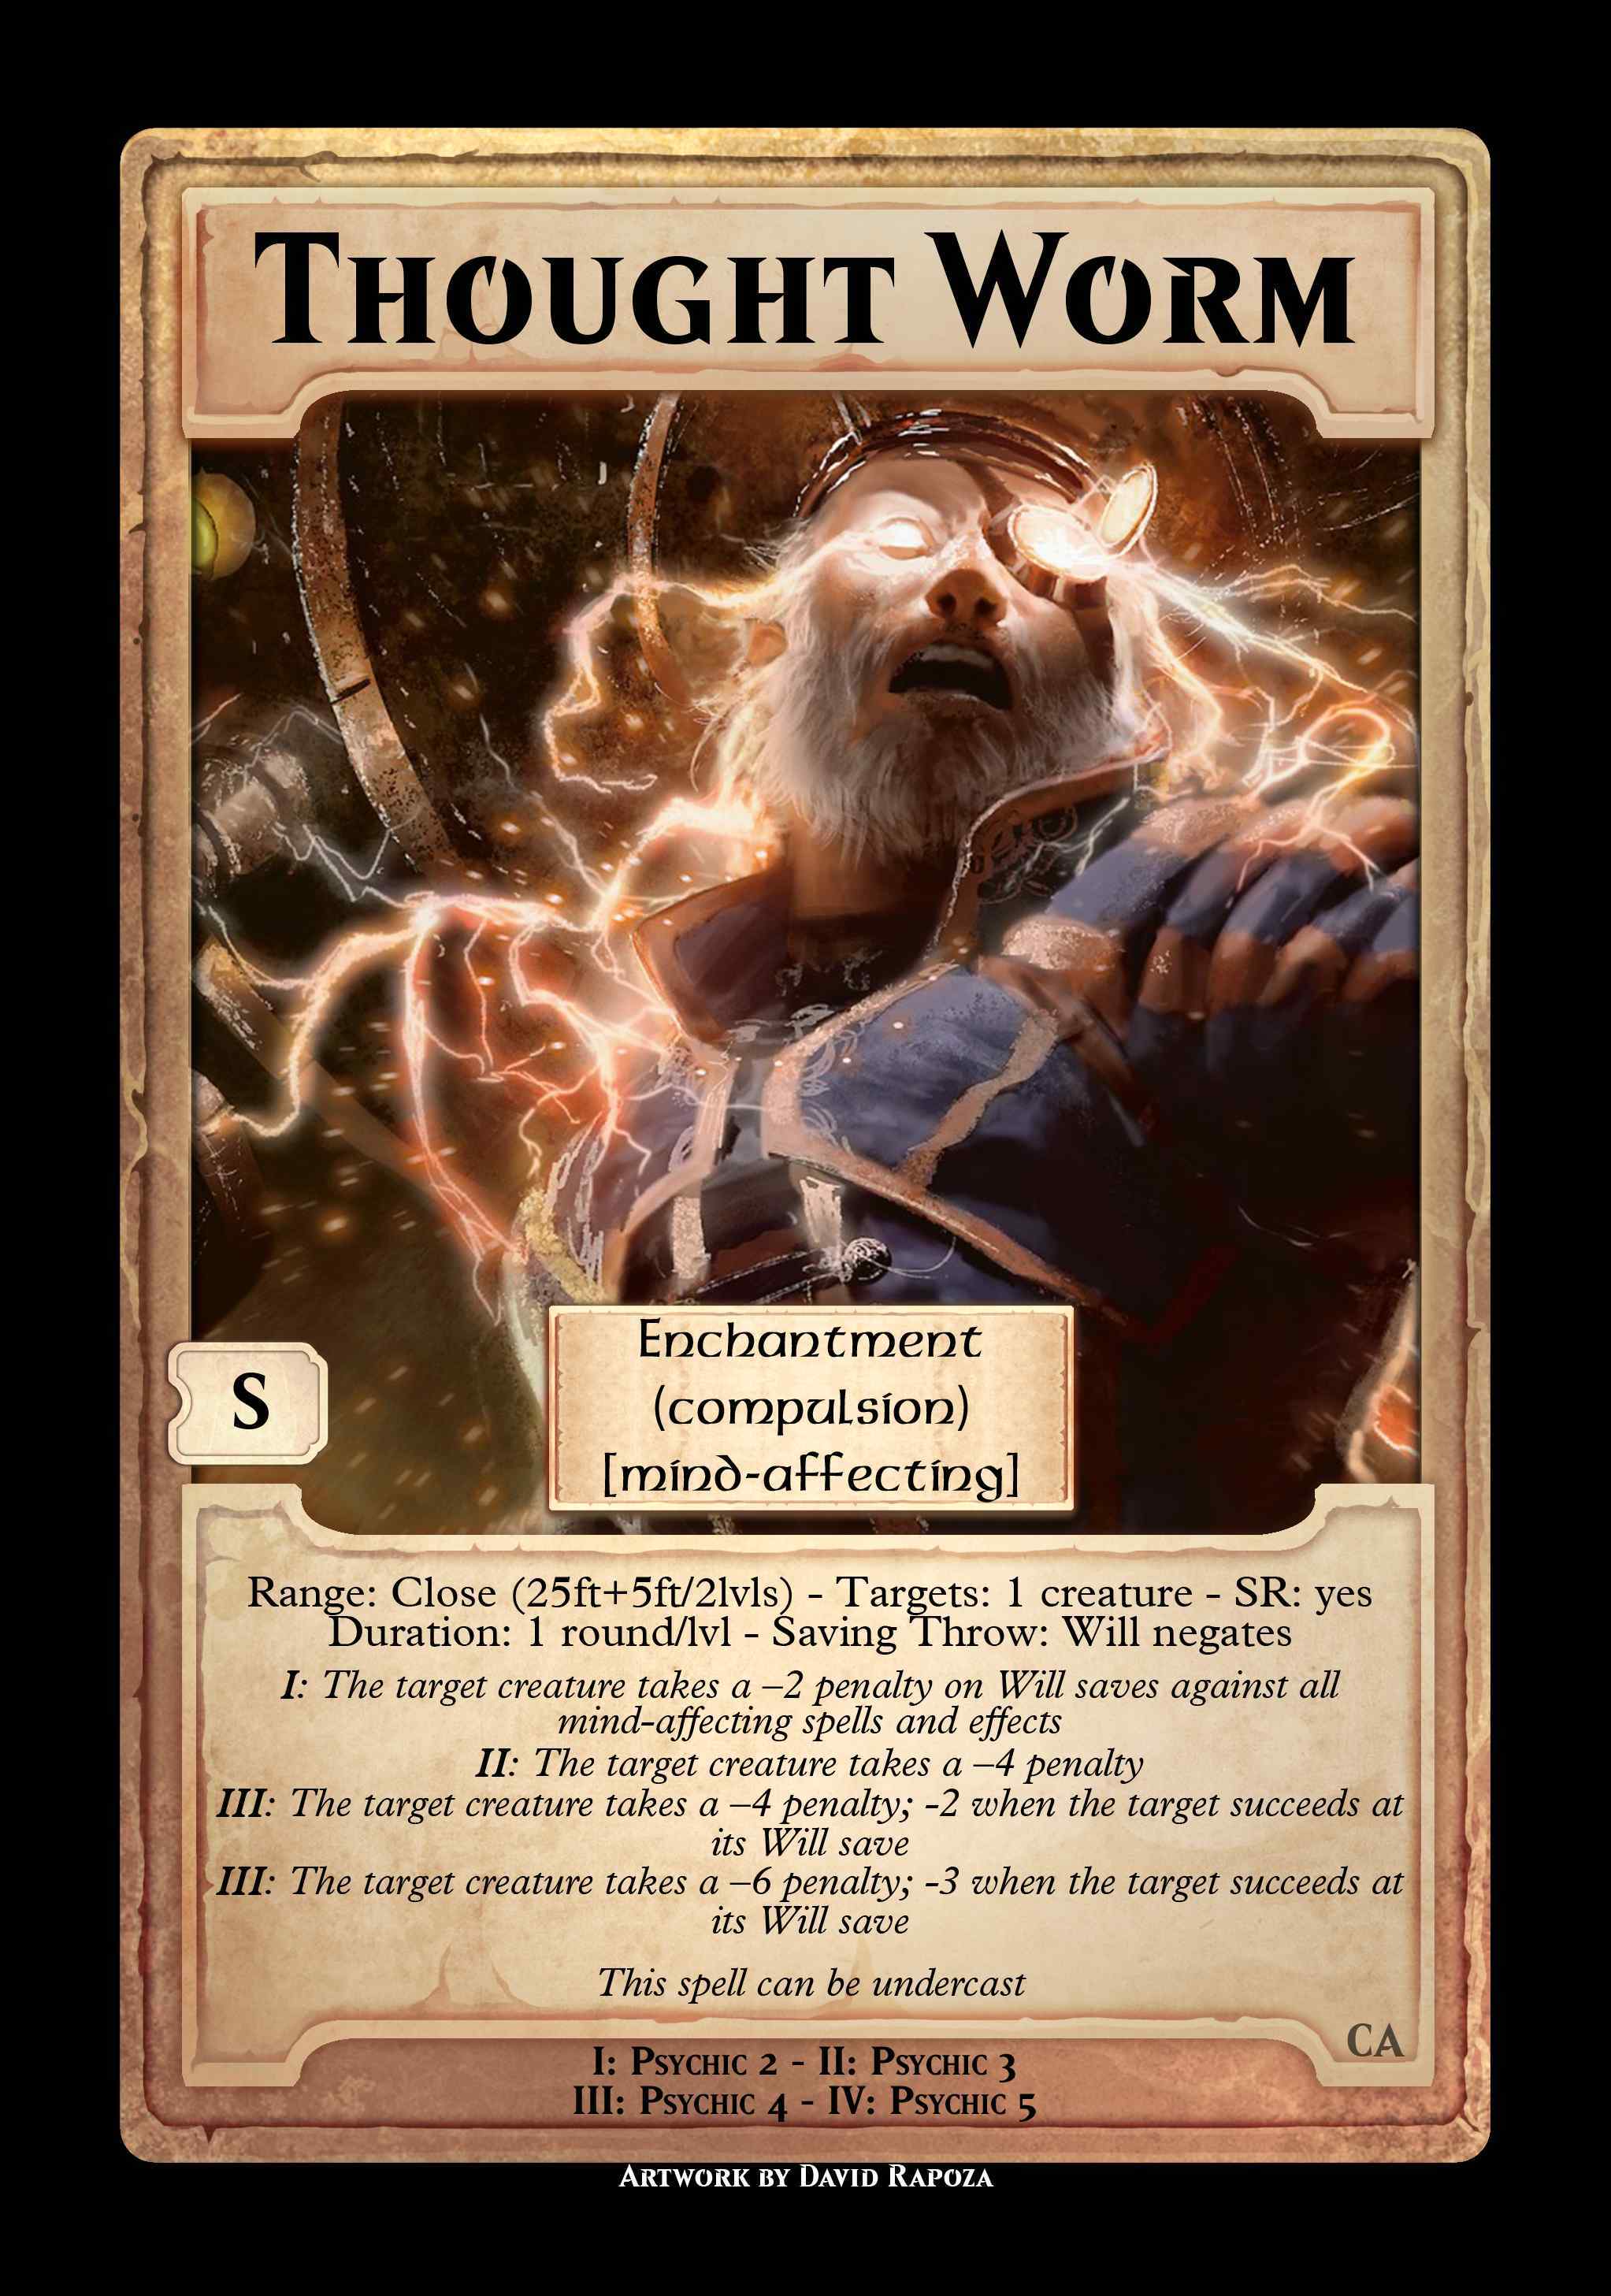 Thought Worm
S
Enchantment
(compulsion)
[mind-affecting]
Range: Close (25ft+5ft/2lvls) - Targets: 1 creature - SR: yes
Duration: 1 round/lvl - Saving Throw: Will negates
I: The target creature takes a –2 penalty on Will saves against all
mind-affecting spells and effects
II: The target creature takes a –4 penalty
III: The target creature takes a –4 penalty; -2 when the target succeeds at
its Will save
III: The target creature takes a –6 penalty; -3 when the target succeeds at
its Will save
This spell can be undercast
CA
I: Psychic 2 - II: Psychic 3
III: Psychic 4 - IV: Psychic 5
Artwork by David Rapoza